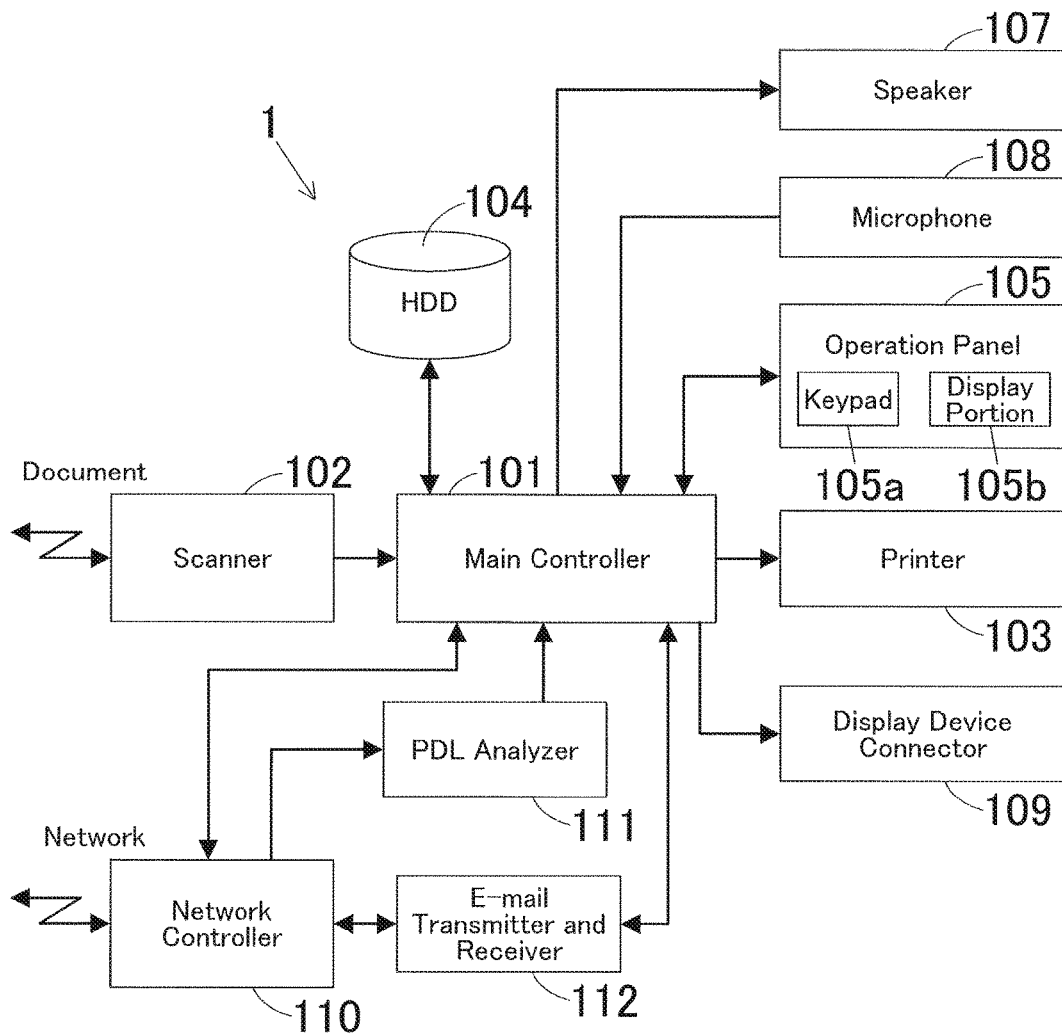 107
Speaker
1
108
104
Microphone
HDD
105
Operation Panel
Keypad
Display
Portion
105a
105b
Document
102
101
Scanner
Main Controller
Printer
103
PDL Analyzer
111
Display Device
Connector
109
Network
Network
Controller
110
E-mail
Transmitter and
Receiver
112